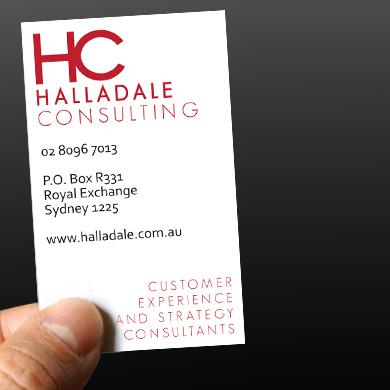 HC
HALLADALE
CONSULTING
02 8096 7013
P.O. Box R331
Royal Exchange
Sydney 1225
www.halladale.com.au
CUSTOMER
EXPERIENCE
AND STRATEGY
CONSULTANTS